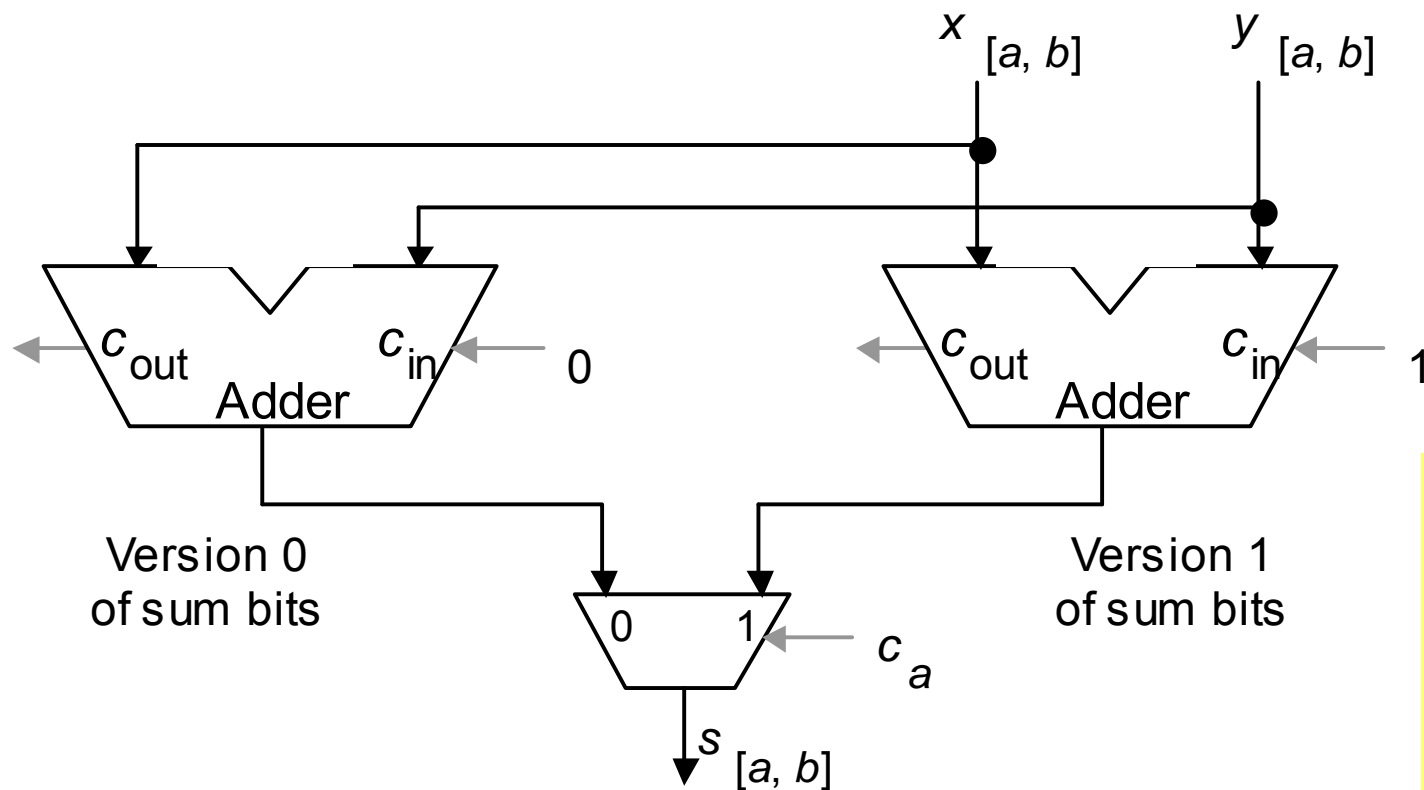 x [a, b]
y [a, b]
c out
c in
0
Adder
c out
c in
1
Adder
Version 0
of sum bits
Version 1
of sum bits
0
1
c a
s [a, b]